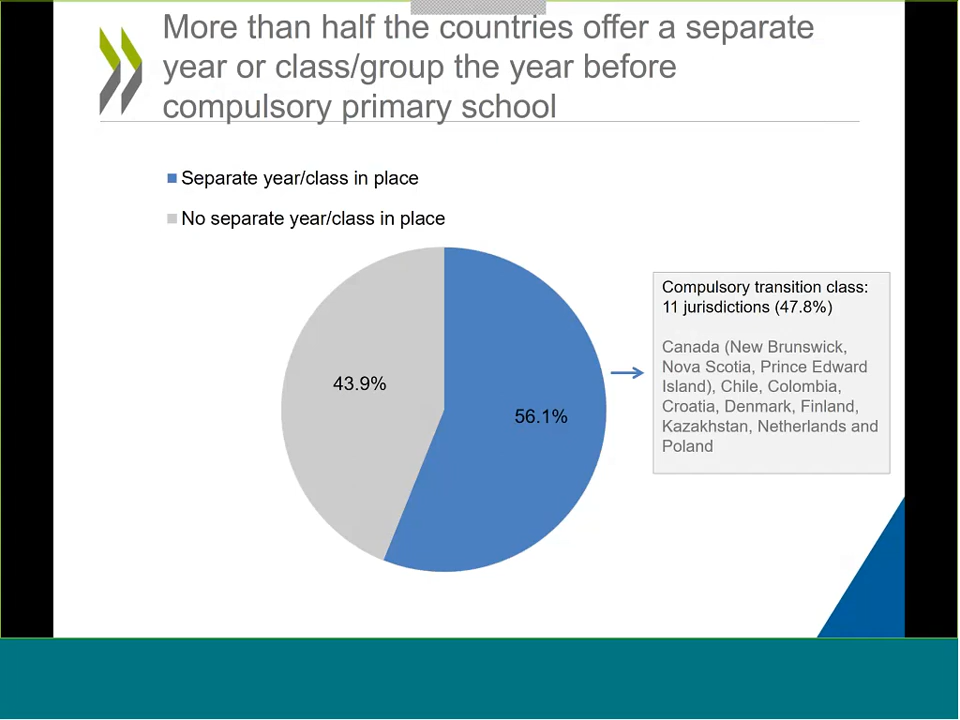 More than half the countries offer a separate
year or class/group the year before
compulsory primary school
Separate year/class in place
No separate year/class in place
43.9%
56.1%
Compulsory transition class:
11 jurisdictions (47.8%)
Canada (New Brunswick,
Nova Scotia, Prince Edward
Island), Chile, Colombia,
Croatia, Denmark, Finland,
Kazakhstan, Netherlands and
Poland